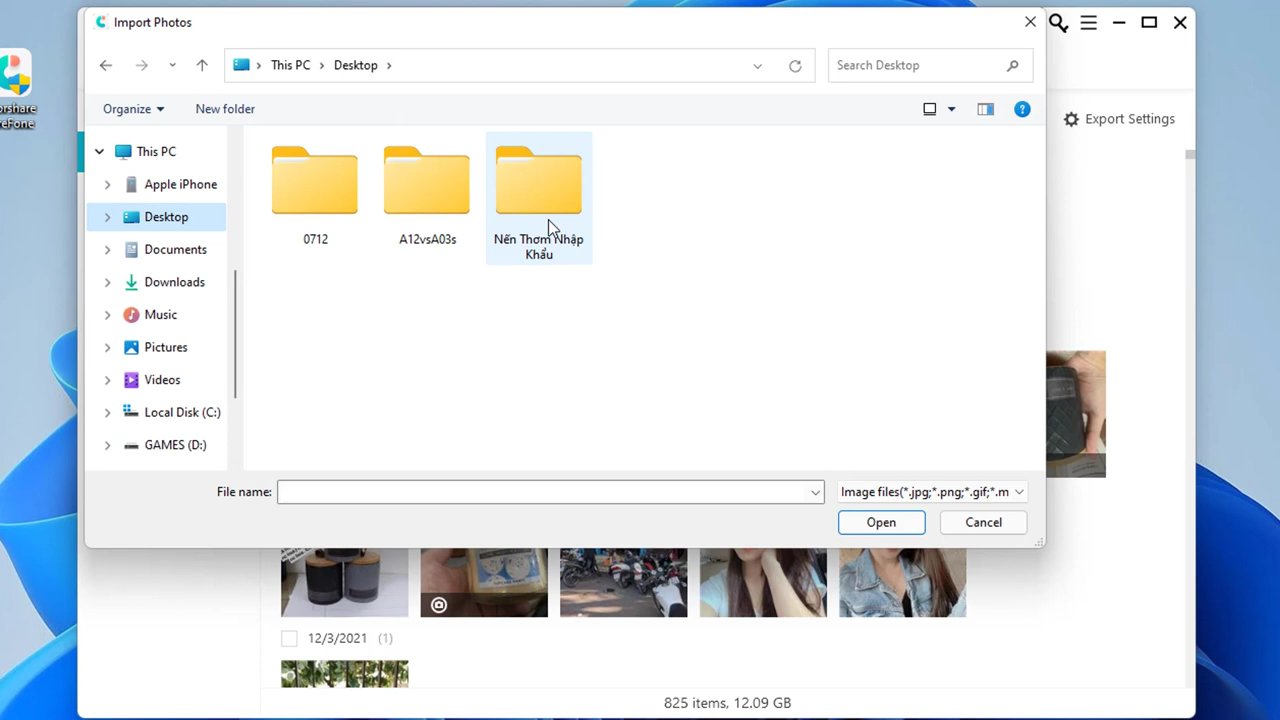 Import Photos
This PC > Desktop >
Search Desktop
Organize
New folder
Export Settings
This PC
Apple iPhone
Desktop
Documents
Downloads
Music
Pictures
Videos
Local Disk (C:)
GAMES (D:)
0712
A12vsA03s
Nến Thơm Nhập
Khẩu
File name:
Image files(*.jpg;*.png;*.gif;*.m
Open
Cancel
12/3/2021 (1)
825 items, 12.09 GB